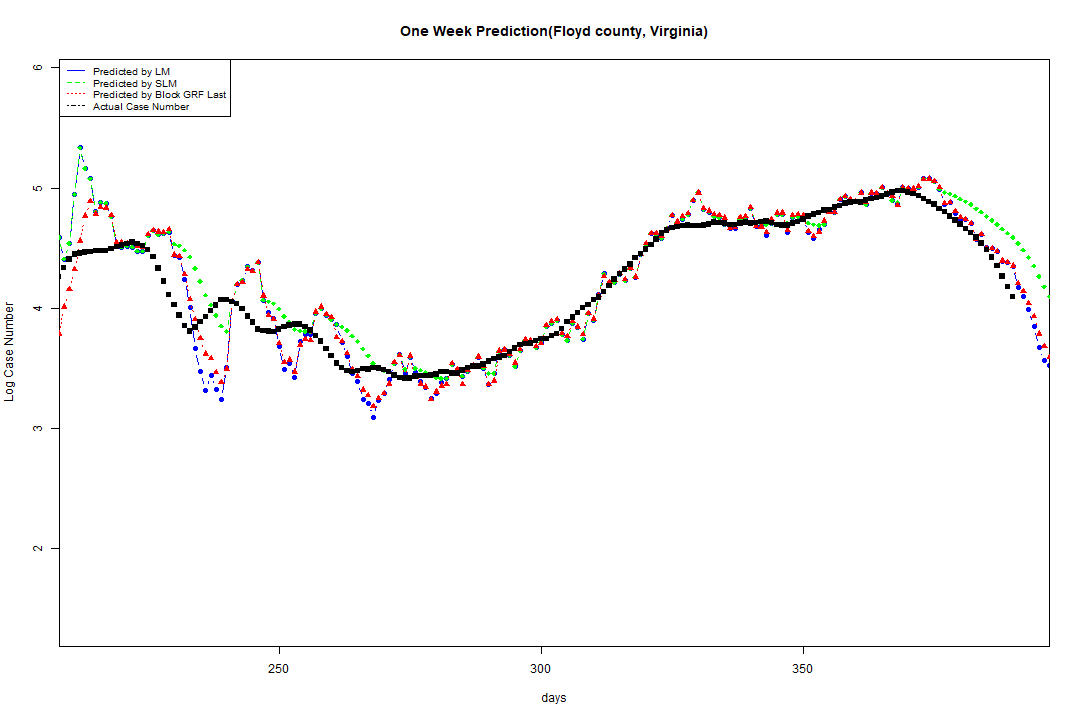 One Week Prediction(Floyd county, Virginia)
Predicted by LM
Predicted by SLM
Predicted by Block GRF Last
Actual Case Number
6
5
4
3
2
Log Case Number
250
300
350
days